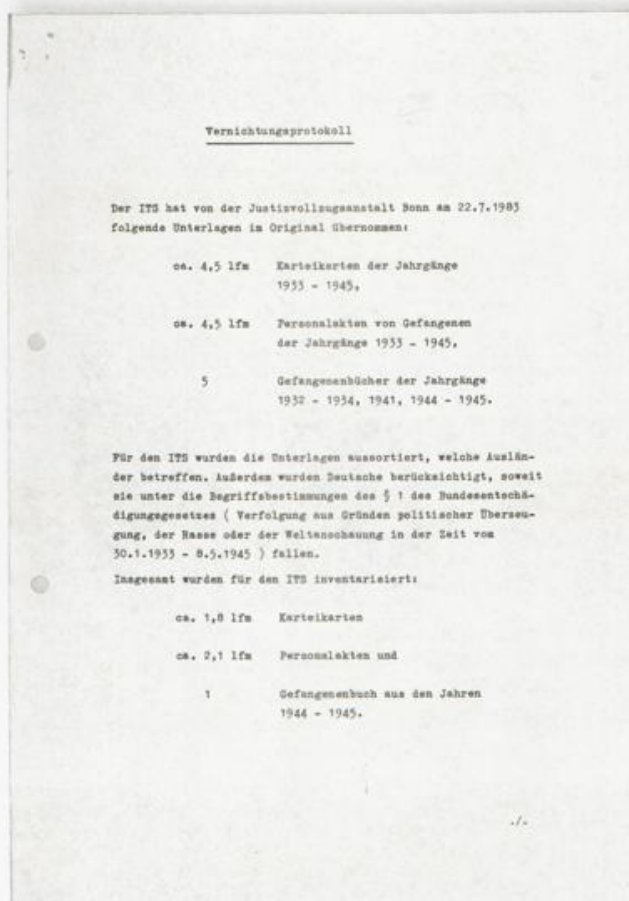 Vernichtungsprotokoll
Der ITS hat von der Justizvollzugsanstalt Bonn am 22.7.1983
folgende Unterlagen im Original übernommen:
ca. 4,5 lfm Karteikarten der Jahrgänge
1933 - 1945,
ca. 4,5 lfm Personalakten von Gefangenen
der Jahrgänge 1933 - 1945,
5 Gefangenenbücher der Jahrgänge
1932 - 1934, 1941, 1944 - 1945.
Für den ITS wurden die Unterlagen aussortiert, welche Auslän-
der betreffen. Außerdem wurden Deutsche berücksichtigt, soweit
sie unter die Begriffsbestimmungen des § 1 des Bundesentschä-
digungsgesetzes ( Verfolgung aus Gründen politischer Überzeu-
gung, der Rasse oder der Weltanschauung in der Zeit vom
30.1.1933 - 8.5.1945 ) fallen.
Insgesamt wurden für den ITS inventarisiert:
ca. 1,8 lfm Karteikarten
ca. 2,1 lfm Personalakten und
1 Gefangenenbuch aus den Jahren
1944 - 1945.
./.